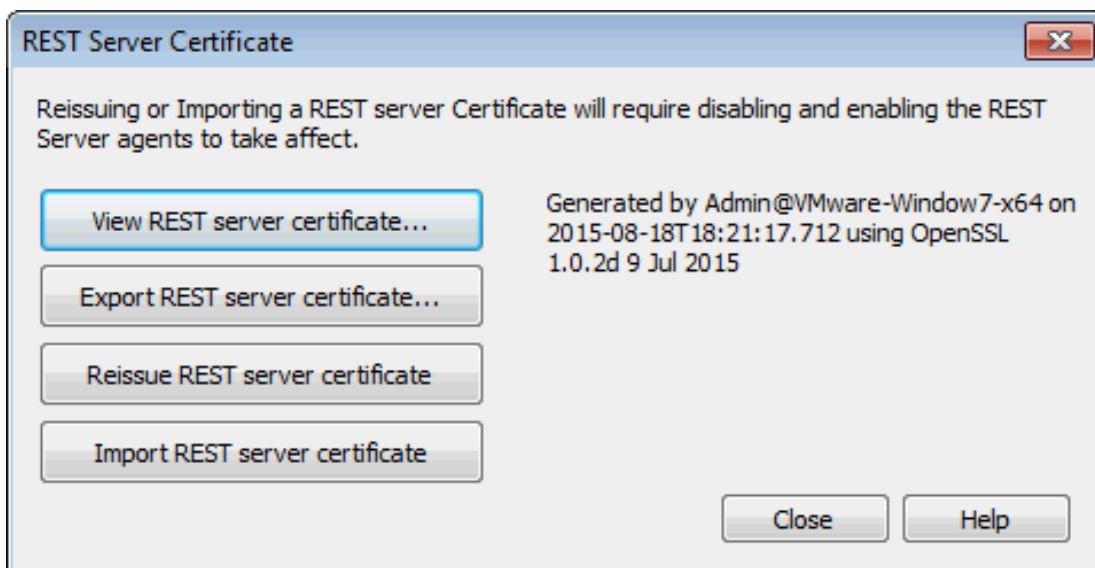 REST Server Certificate
Reissuing or Importing a REST server Certificate will require disabling and enabling the REST
Server agents to take affect.
View REST server certificate...
Generated by Admin@VMware-Window7-x64 on
2015-08-18T18:21:17.712 using OpenSSL
1.0.2d 9 Jul 2015
Export REST server certificate...
Reissue REST server certificate
Import REST server certificate
Close
Help